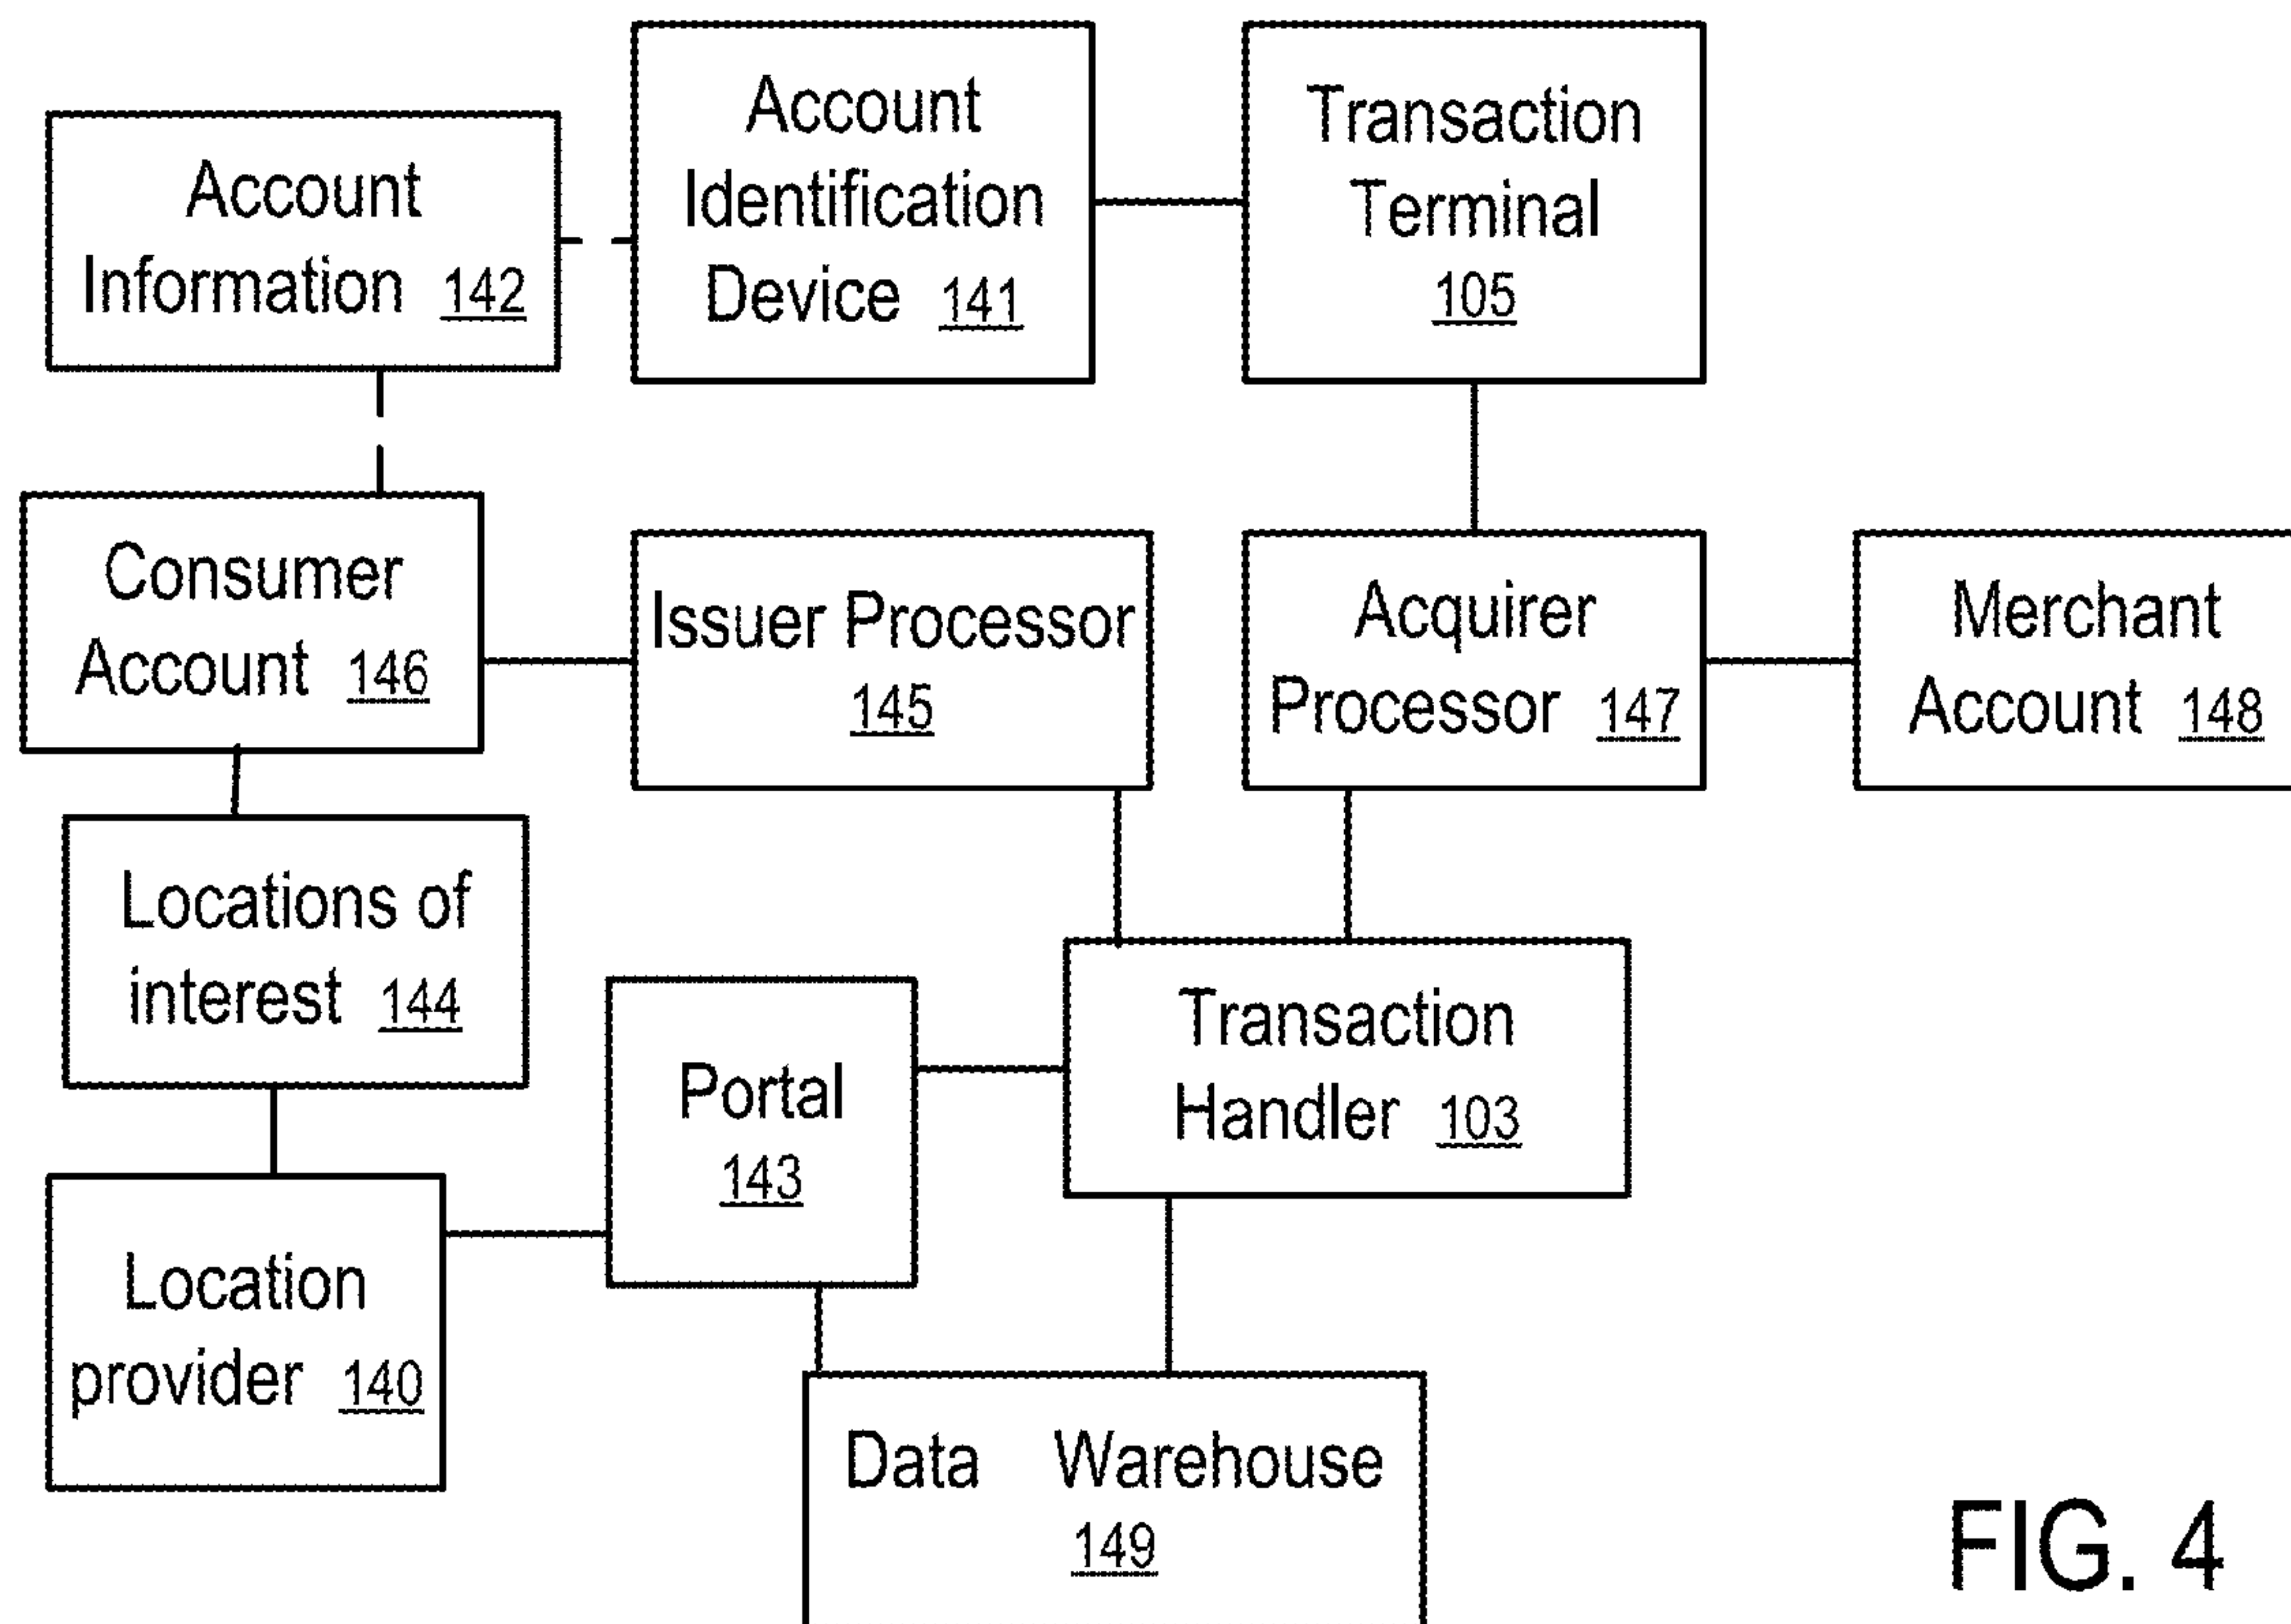 Account
Identification
Device 141
Transaction
Terminal
105
Account
Information 142
Consumer
Account 146
Issuer Processor
145
Acquirer
Processor 147
Merchant
Account 148
Locations of
interest 144
Portal
143
Transaction
Handler 103
Location
provider 140
Data Warehouse
149
FIG. 4